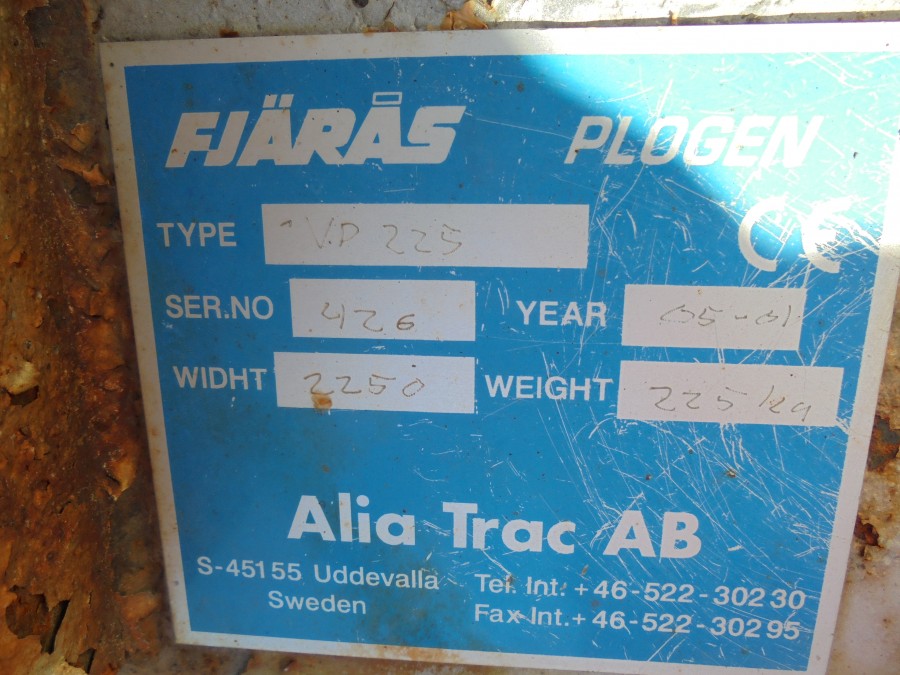 FJÄRÅS PLOGEN
TYPE V.P 225 CE
SER.NO 426 YEAR 05-01
WIDHT 2250 WEIGHT 225 kg
Alia Trac AB
S-451 55 Uddevalla Tel. Int. +46-522-302 30
Sweden Fax Int. +46-522-302 95